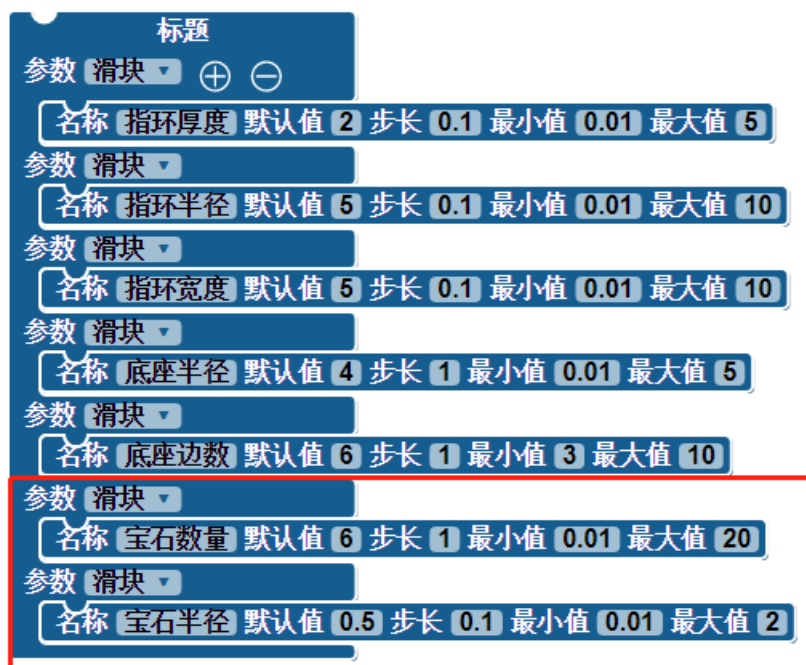 标题
参数 滑块
名称 指环厚度 默认值 2 步长 0.1 最小值 0.01 最大值 5
参数 滑块
名称 指环半径 默认值 5 步长 0.1 最小值 0.01 最大值 10
参数 滑块
名称 指环宽度 默认值 5 步长 0.1 最小值 0.01 最大值 10
参数 滑块
名称 底座半径 默认值 4 步长 1 最小值 0.01 最大值 5
参数 滑块
名称 底座边数 默认值 6 步长 1 最小值 3 最大值 10
参数 滑块
名称 宝石数量 默认值 6 步长 1 最小值 0.01 最大值 20
参数 滑块
名称 宝石半径 默认值 0.5 步长 0.1 最小值 0.01 最大值 2